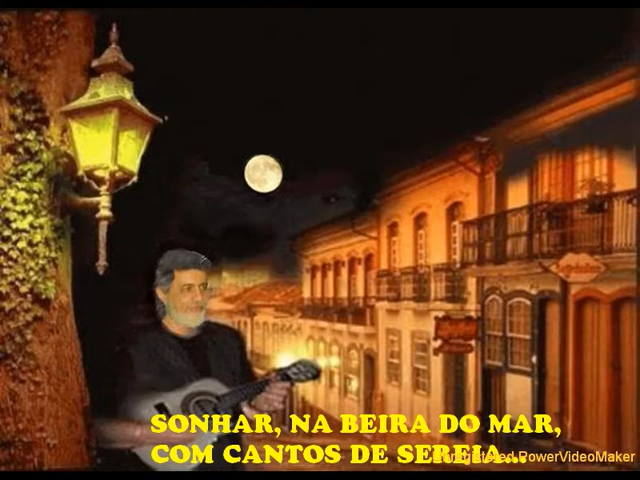 SONHAR, NA BEIRA DO MAR,
COM CANTOS DE SEREIA...
PowerVideoMaker